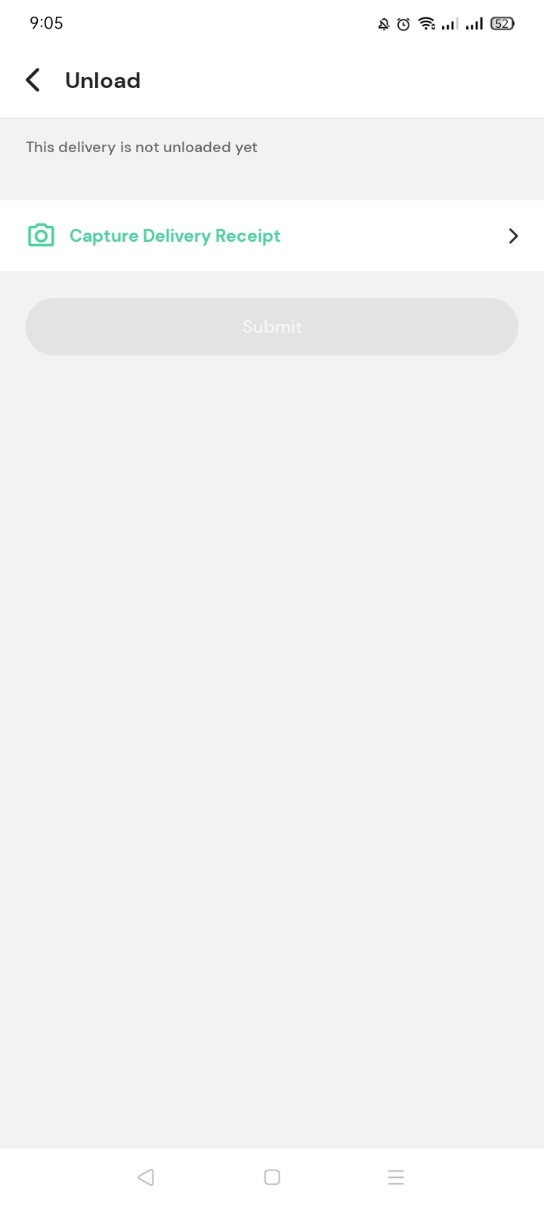 9:05
52
Unload
This delivery is not unloaded yet
Capture Delivery Receipt
Submit